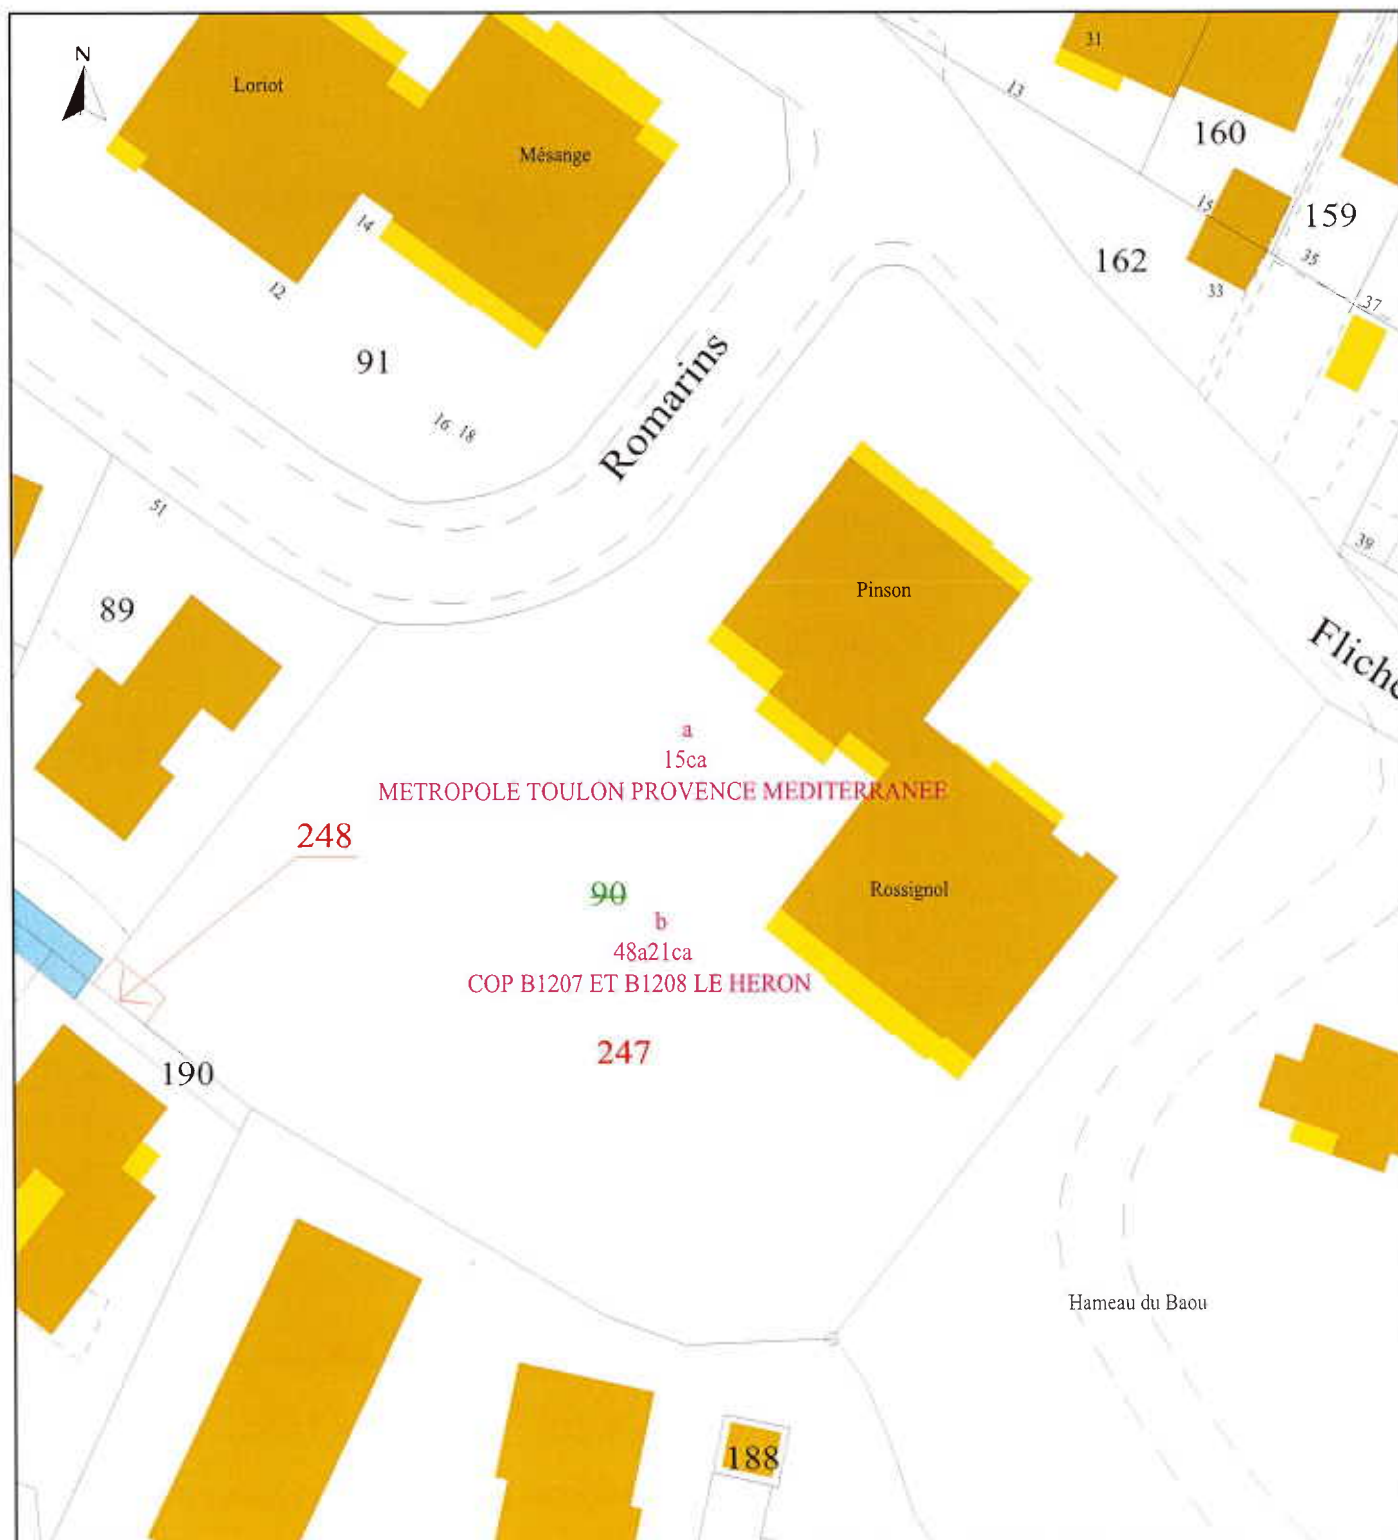 N
Loriot
Mésange
31
13
160
15
159
35
162
33
37
14
12
91
16 18
Romarins
51
39
89
Pinson
Fliche
a
15ca
METROPOLE TOULON PROVENCE MEDITERRANEE
248
90
Rossignol
b
48a21ca
COP B1207 ET B1208 LE HERON
247
190
Hameau du Baou
188